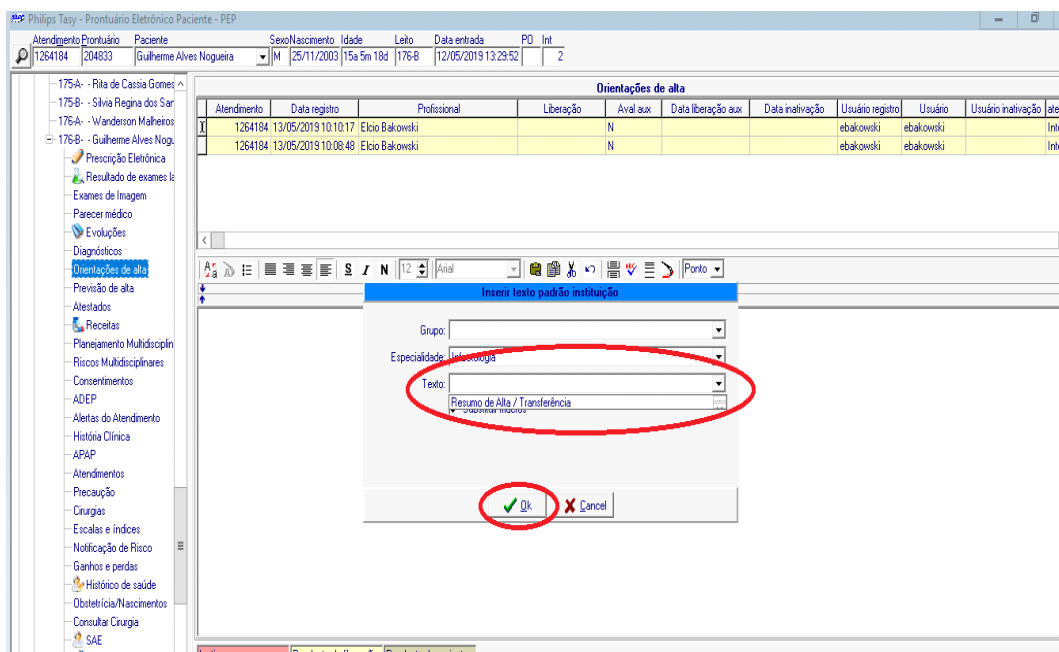 Philips Tasy - Prontuário Eletrônico Paciente - PEP
Atendimento Prontuário Paciente Sexo Nascimento Idade Leito Data entrada PO Int
1264184 204833 Guilherme Alves Nogueira M 25/11/2003 15a 5m 18d 176-B 12/05/2019 13:29:52 2
175-A- - Rita de Cassia Gomes
175-B- - Silvia Regina dos Sar
176-A- - Wanderson Malheiros
176-B- - Guilherme Alves Nogu
Prescrição Eletrônica
Resultado de exames la
Exames de Imagem
Parecer médico
Evoluções
Diagnósticos
Orientações de alta
Previsão de alta
Atestados
Receitas
Planejamento Multidisciplin
Riscos Multidisciplinares
Consentimentos
ADEP
Alertas do Atendimento
História Clínica
APAP
Atendimentos
Precaução
Cirurgias
Escalas e índices
Notificação de Risco
Ganhos e perdas
Histórico de saúde
Obstetrícia/Nascimentos
Consultar Cirurgia
SAE
Orientações de alta
Atendimento Data registro Profissional Liberação Aval aux Data liberação aux Data inativação Usuário registro Usuário Usuário inativação ate
1264184 13/05/2019 10:10:17 Elcio Bakowski N ebakowski ebakowski Inte
1264184 13/05/2019 10:08:48 Elcio Bakowski N ebakowski ebakowski Inte
S I N 12 Arial Ponto
Inserir texto padrão instituição
Grupo:
Especialidade: Infectologia
Texto:
Resumo de Alta / Transferência
Substituir macros
Ok Cancel